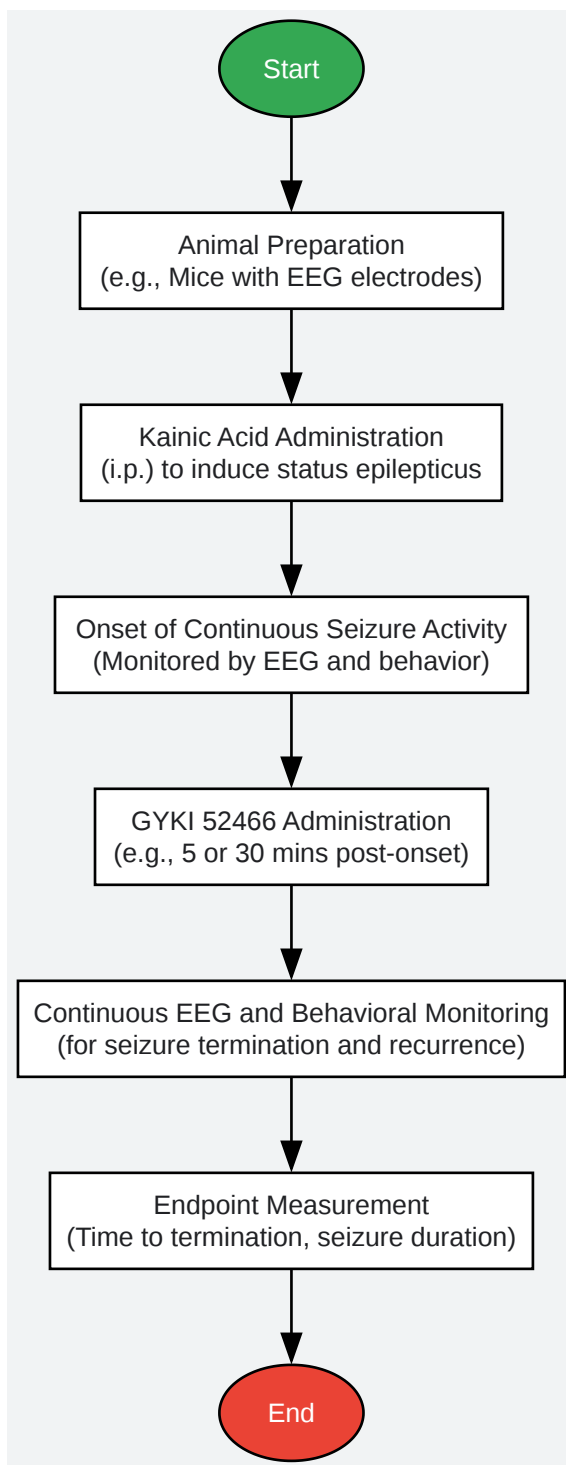 Start
Animal Preparation
(e.g., Mice with EEG electrodes)
Kainic Acid Administration
(i.p.) to induce status epilepticus
Onset of Continuous Seizure Activity
(Monitored by EEG and behavior)
GYKI 52466 Administration
(e.g., 5 or 30 mins post-onset)
Continuous EEG and Behavioral Monitoring
(for seizure termination and recurrence)
Endpoint Measurement
(Time to termination, seizure duration)
End